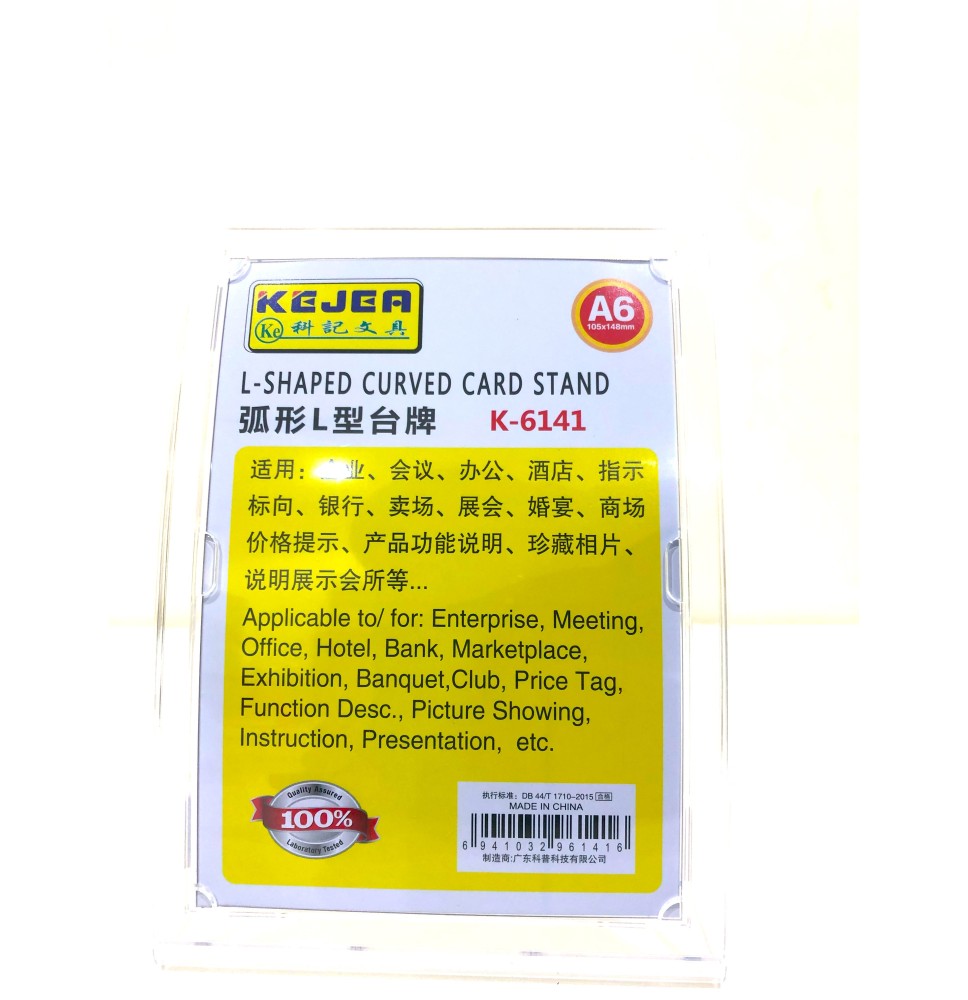 KEJEA
Ke 科記文具
A6
105x148mm
L-SHAPED CURVED CARD STAND
弧形L型台牌 K-6141
适用：企业、会议、办公、酒店、指示
标向、银行、卖场、展会、婚宴、商场
价格提示、产品功能说明、珍藏相片、
说明展示会所等...
Applicable to/ for: Enterprise, Meeting,
Office, Hotel, Bank, Marketplace,
Exhibition, Banquet,Club, Price Tag,
Function Desc., Picture Showing,
Instruction, Presentation, etc.
Quality Assured
100%
Laboratory Tested
执行标准：DB 44/T 1710-2015 合格
MADE IN CHINA
6 941032 961416
制造商:广东科普科技有限公司